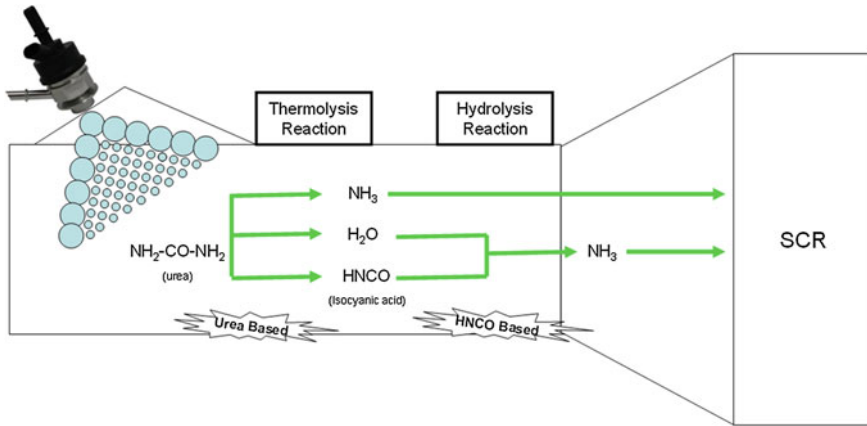 Thermolysis
Reaction
Hydrolysis
Reaction
NH₃
H₂O
NH₂-CO-NH₂
(urea)
HNCO
(Isocyanic acid)
NH₃
SCR
Urea Based
HNCO Based